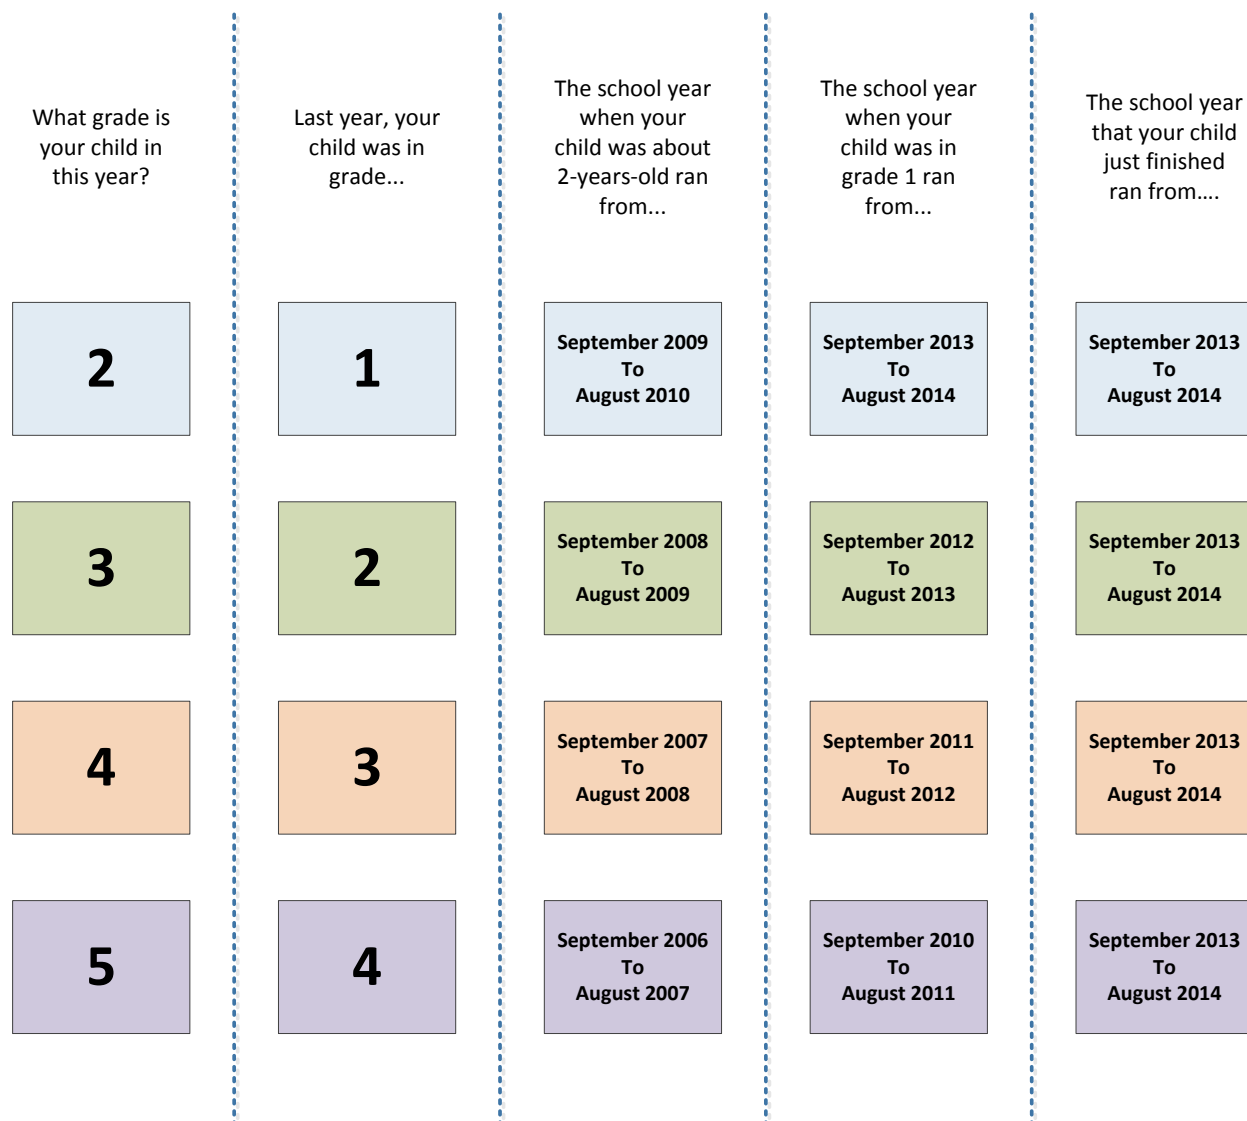 What grade is
your child in
this year?
Last year, your
child was in
grade...
The school year
when your
child was about
2-years-old ran
from...
The school year
when your
child was in
grade 1 ran
from...
The school year
that your child
just finished
ran from....
2
1
September 2009
To
August 2010
September 2013
To
August 2014
September 2013
To
August 2014
3
2
September 2008
To
August 2009
September 2012
To
August 2013
September 2013
To
August 2014
4
3
September 2007
To
August 2008
September 2011
To
August 2012
September 2013
To
August 2014
5
4
September 2006
To
August 2007
September 2010
To
August 2011
September 2013
To
August 2014